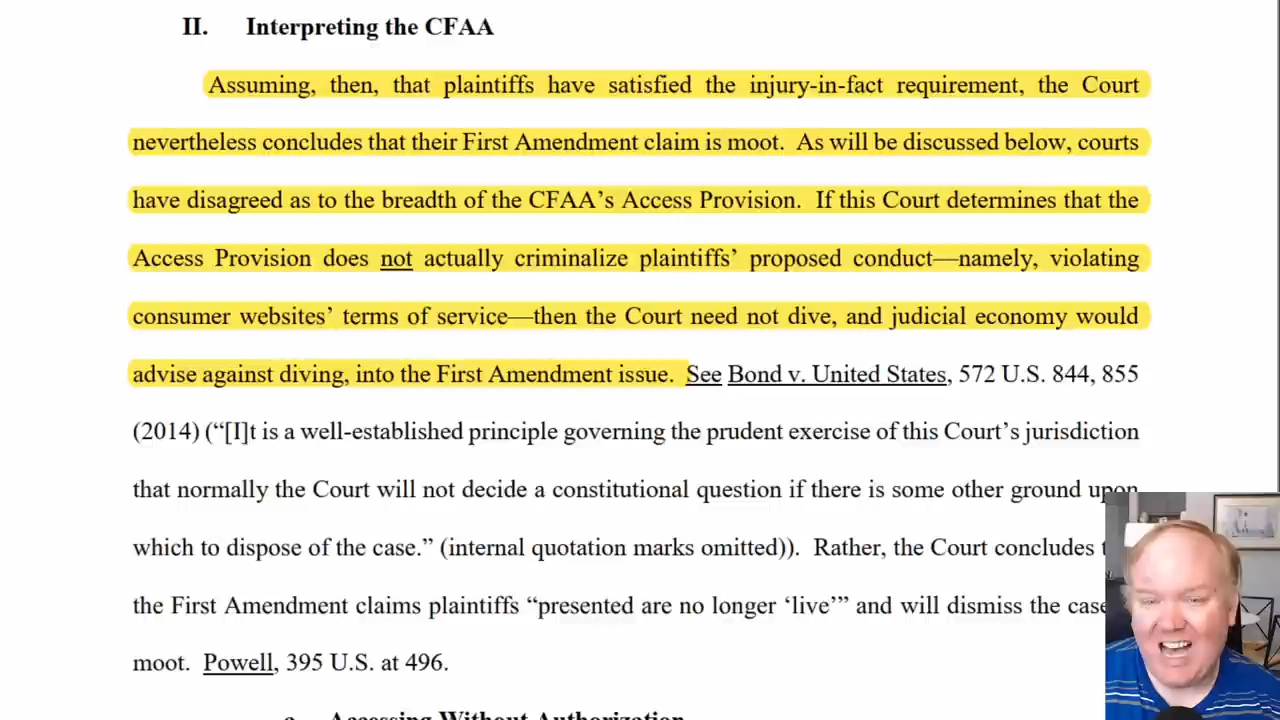 II. Interpreting the CFAA
Assuming, then, that plaintiffs have satisfied the injury-in-fact requirement, the Court
nevertheless concludes that their First Amendment claim is moot. As will be discussed below, courts
have disagreed as to the breadth of the CFAA’s Access Provision. If this Court determines that the
Access Provision does not actually criminalize plaintiffs’ proposed conduct—namely, violating
consumer websites’ terms of service—then the Court need not dive, and judicial economy would
advise against diving, into the First Amendment issue. See Bond v. United States, 572 U.S. 844, 855
(2014) (“[I]t is a well-established principle governing the prudent exercise of this Court’s jurisdiction
that normally the Court will not decide a constitutional question if there is some other ground upon
which to dispose of the case.” (internal quotation marks omitted)). Rather, the Court concludes
the First Amendment claims plaintiffs “presented are no longer ‘live’” and will dismiss the case
moot. Powell, 395 U.S. at 496.
a. Accessing Without Authorization